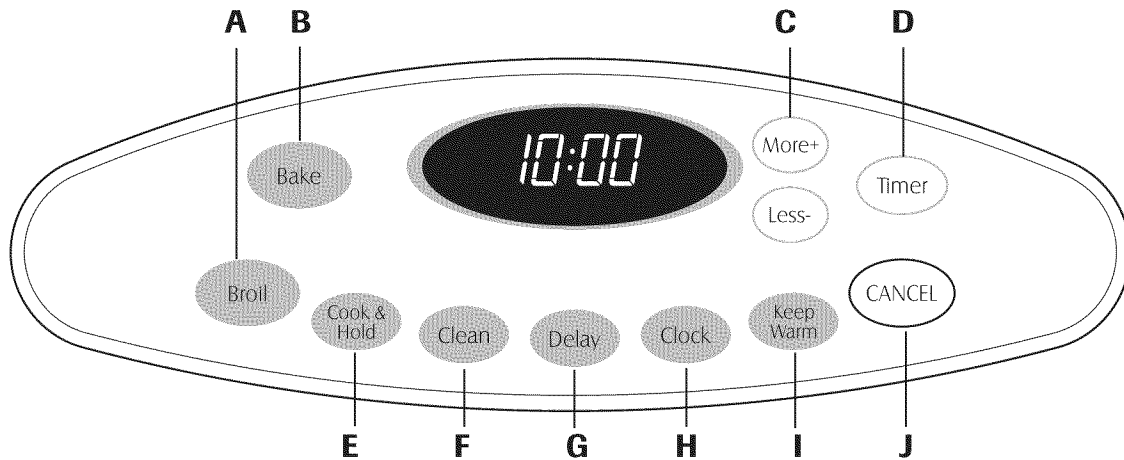 A B C D
10:00
More+
Bake
Timer
Less-
Broil
CANCEL
Cook &
Hold
Clean
Delay
Clock
Keep
Warm
E F G H I J